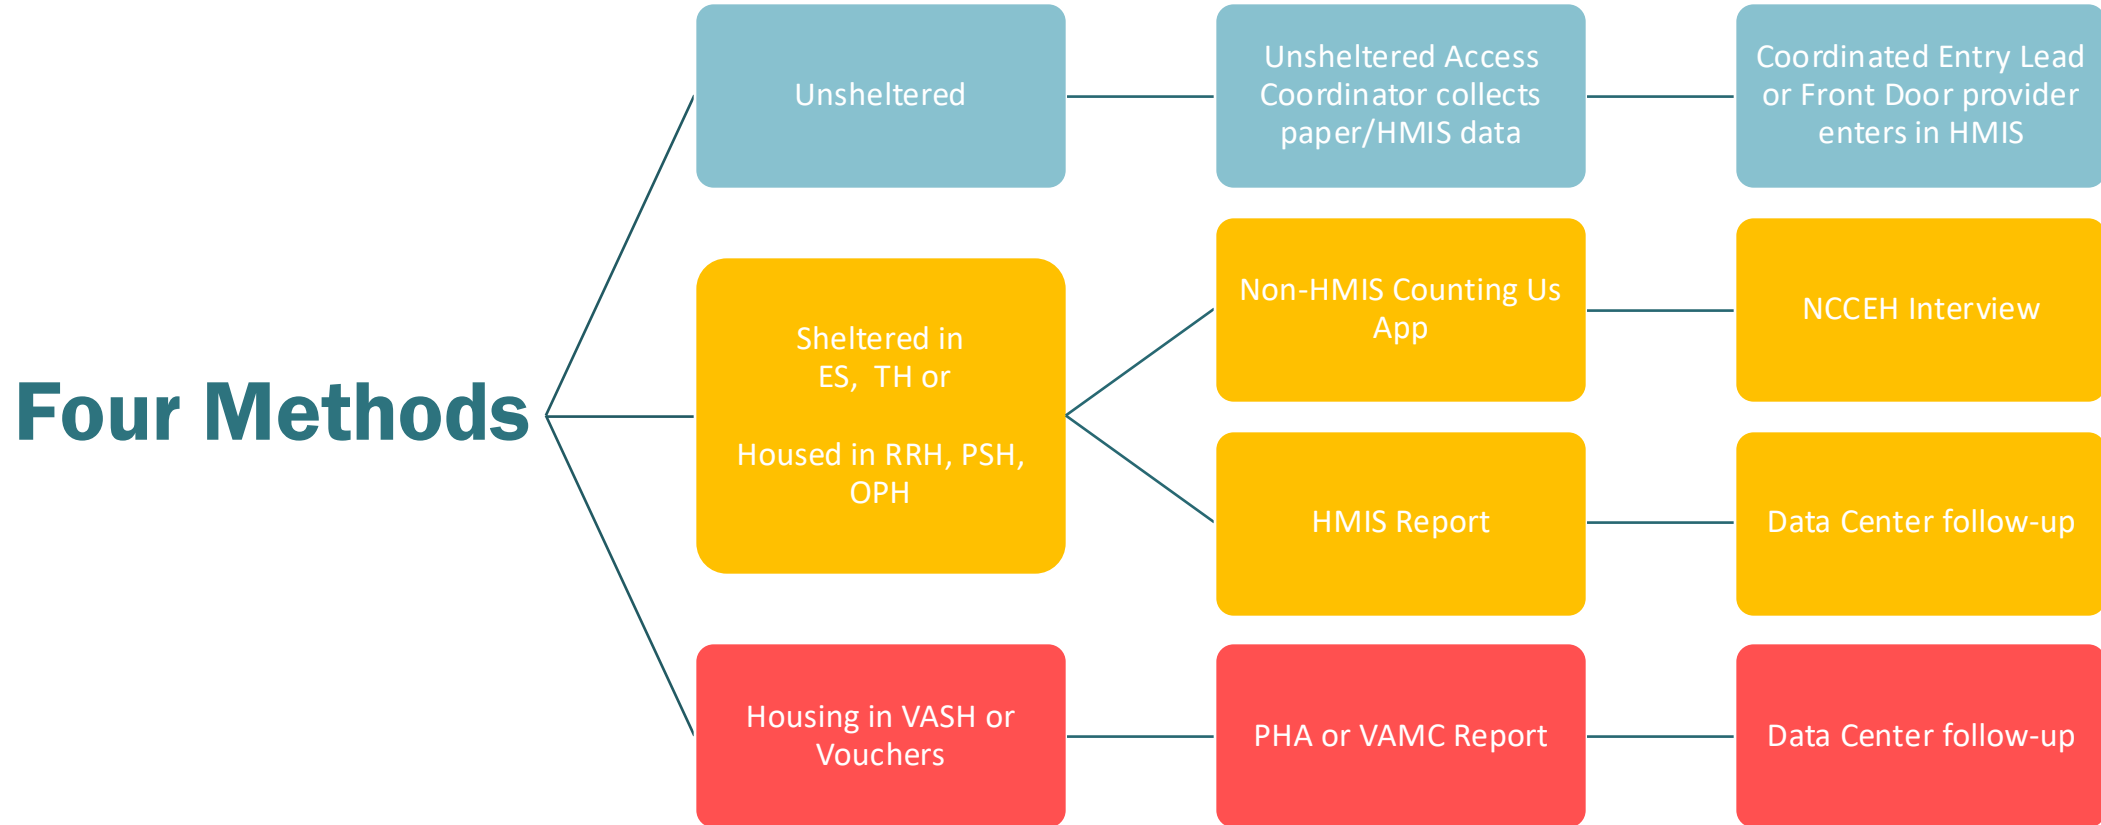 Four Methods
Unsheltered
Unsheltered Access
Coordinator collects
paper/HMIS data
Coordinated Entry Lead
or Front Door provider
enters in HMIS
Sheltered in
ES, TH or
Housed in RRH, PSH,
OPH
Non-HMIS Counting Us
App
NCCEH Interview
HMIS Report
Data Center follow-up
Housing in VASH or
Vouchers
PHA or VAMC Report
Data Center follow-up